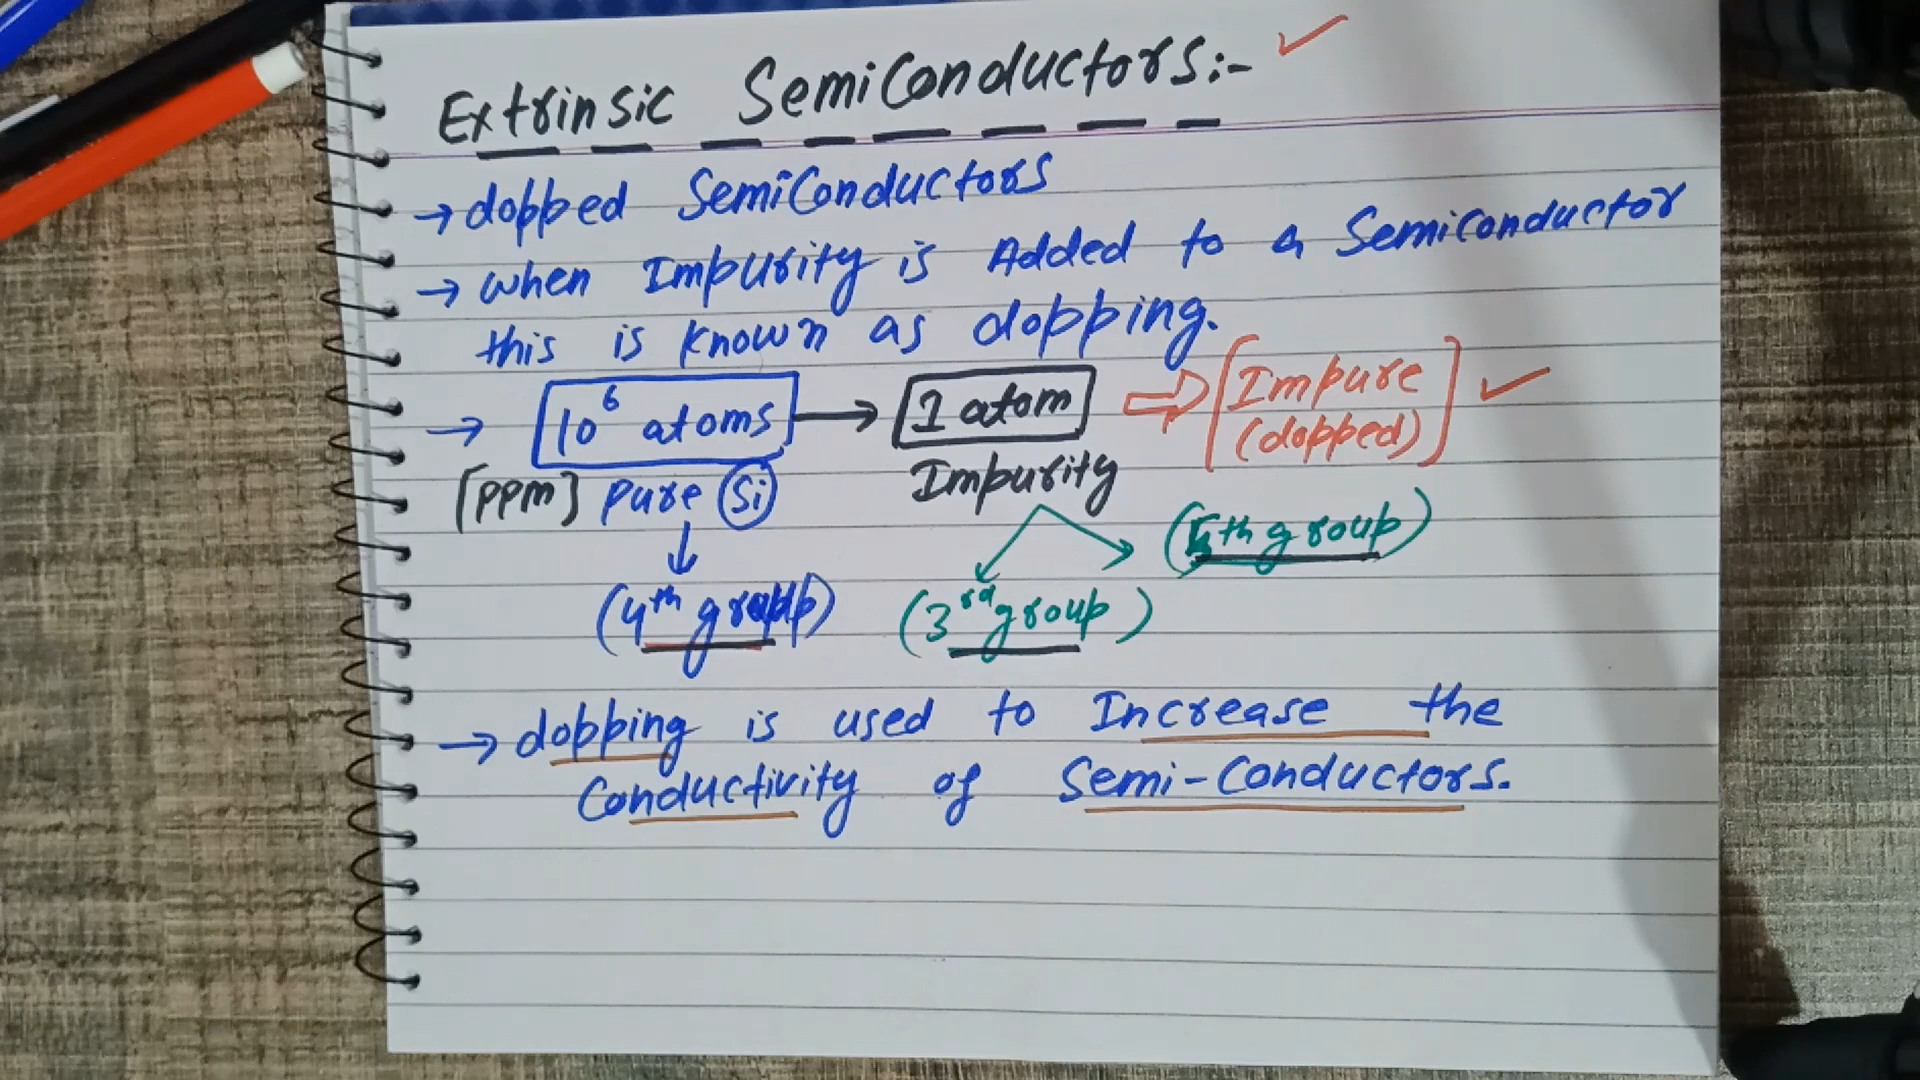 Extrinsic SemiConductors:-
→ dopped SemiConductors
→ when Impurity is Added to a Semiconductor
this is known as dopping.
→ 10⁶ atoms → 1 atom ⇒ [Impure
(dopped)]
[PPm] pure Si Impurity
(5th group)
(4th group) (3rd group)
→ dopping is used to Increase the
Conductivity of Semi-Conductors.